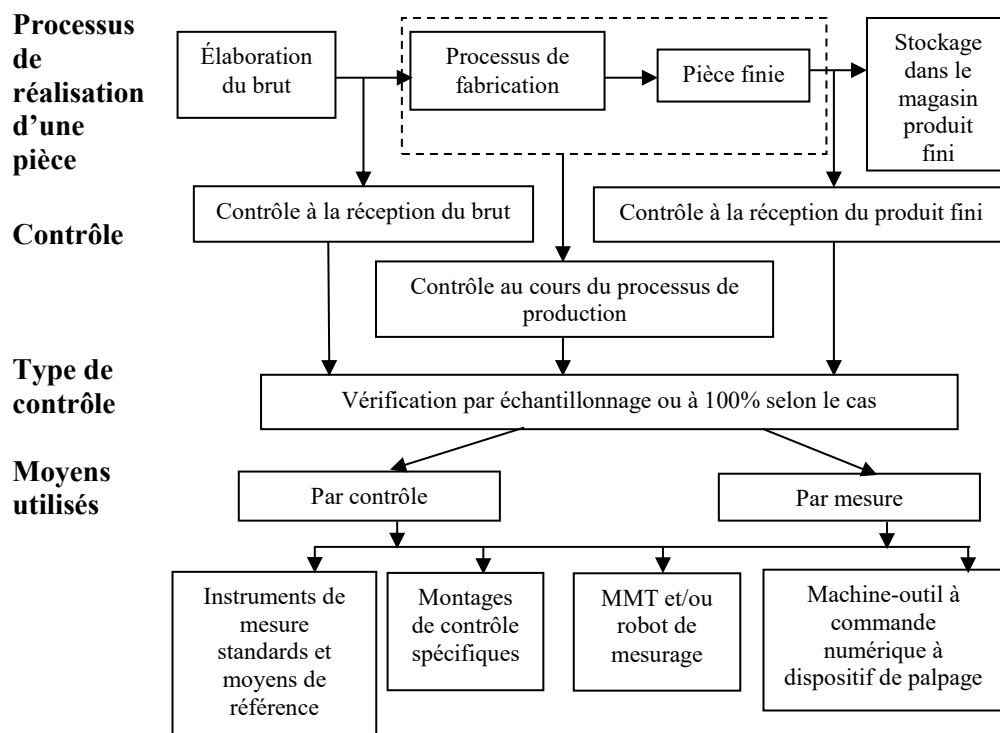 Processus
de
réalisation
d’une
pièce
Élaboration
du brut
Processus de
fabrication
Pièce finie
Stockage
dans le
magasin
produit
fini
Contrôle
Contrôle à la réception du brut
Contrôle à la réception du produit fini
Contrôle au cours du processus de
production
Type de
contrôle
Vérification par échantillonnage ou à 100% selon le cas
Moyens
utilisés
Par contrôle
Par mesure
Instruments de
mesure
standards et
moyens de
référence
Montages
de contrôle
spécifiques
MMT et/ou
robot de
mesurage
Machine-outil à
commande
numérique à
dispositif de palpage